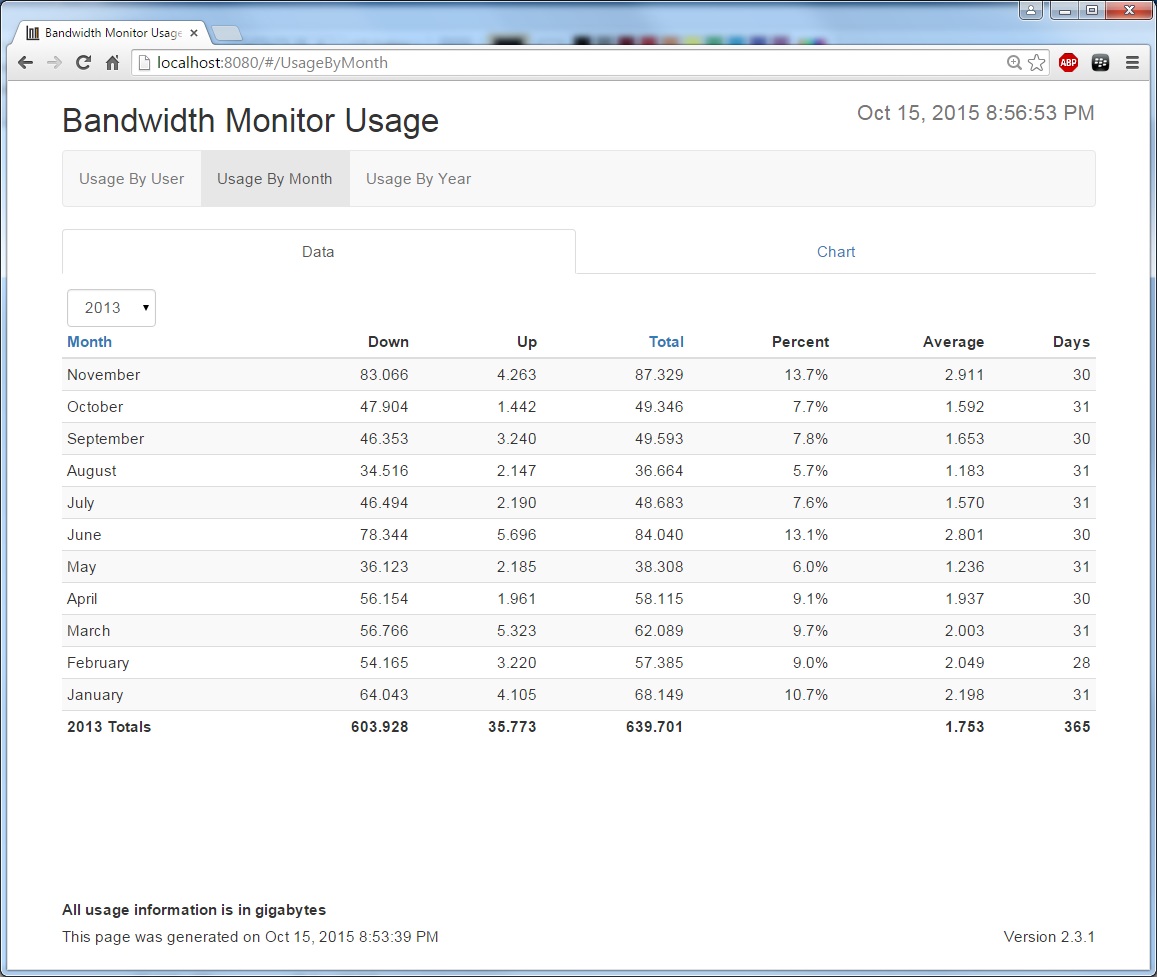 Bandwidth Monitor Usage
localhost:8080/#/UsageByMonth ABP
Bandwidth Monitor Usage Oct 15, 2015 8:56:53 PM
Usage By User Usage By Month Usage By Year
Data Chart
2013
Month Down Up Total Percent Average Days
November 83.066 4.263 87.329 13.7% 2.911 30
October 47.904 1.442 49.346 7.7% 1.592 31
September 46.353 3.240 49.593 7.8% 1.653 30
August 34.516 2.147 36.664 5.7% 1.183 31
July 46.494 2.190 48.683 7.6% 1.570 31
June 78.344 5.696 84.040 13.1% 2.801 30
May 36.123 2.185 38.308 6.0% 1.236 31
April 56.154 1.961 58.115 9.1% 1.937 30
March 56.766 5.323 62.089 9.7% 2.003 31
February 54.165 3.220 57.385 9.0% 2.049 28
January 64.043 4.105 68.149 10.7% 2.198 31
2013 Totals 603.928 35.773 639.701 1.753 365
All usage information is in gigabytes
This page was generated on Oct 15, 2015 8:53:39 PM Version 2.3.1